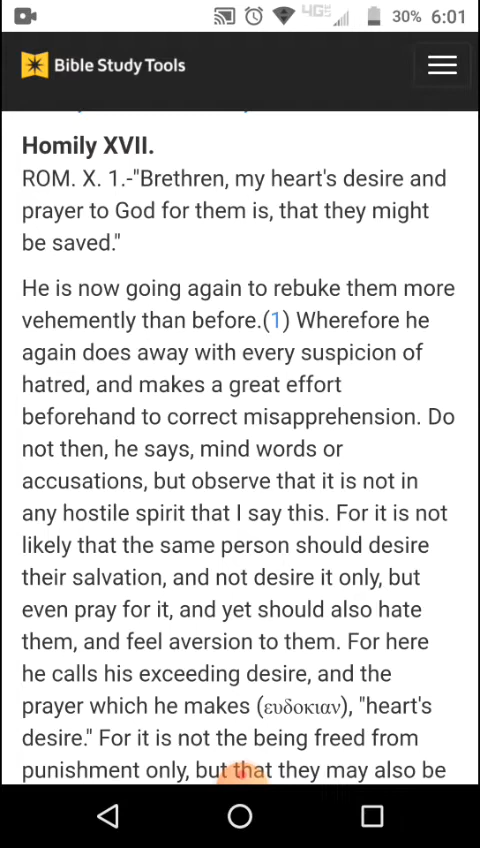 4G 30% 6:01
Bible Study Tools
Homily XVII.
ROM. X. 1.-"Brethren, my heart's desire and
prayer to God for them is, that they might
be saved."
He is now going again to rebuke them more
vehemently than before.(1) Wherefore he
again does away with every suspicion of
hatred, and makes a great effort
beforehand to correct misapprehension. Do
not then, he says, mind words or
accusations, but observe that it is not in
any hostile spirit that I say this. For it is not
likely that the same person should desire
their salvation, and not desire it only, but
even pray for it, and yet should also hate
them, and feel aversion to them. For here
he calls his exceeding desire, and the
prayer which he makes (ευδοκιαν), "heart's
desire." For it is not the being freed from
punishment only, but that they may also be